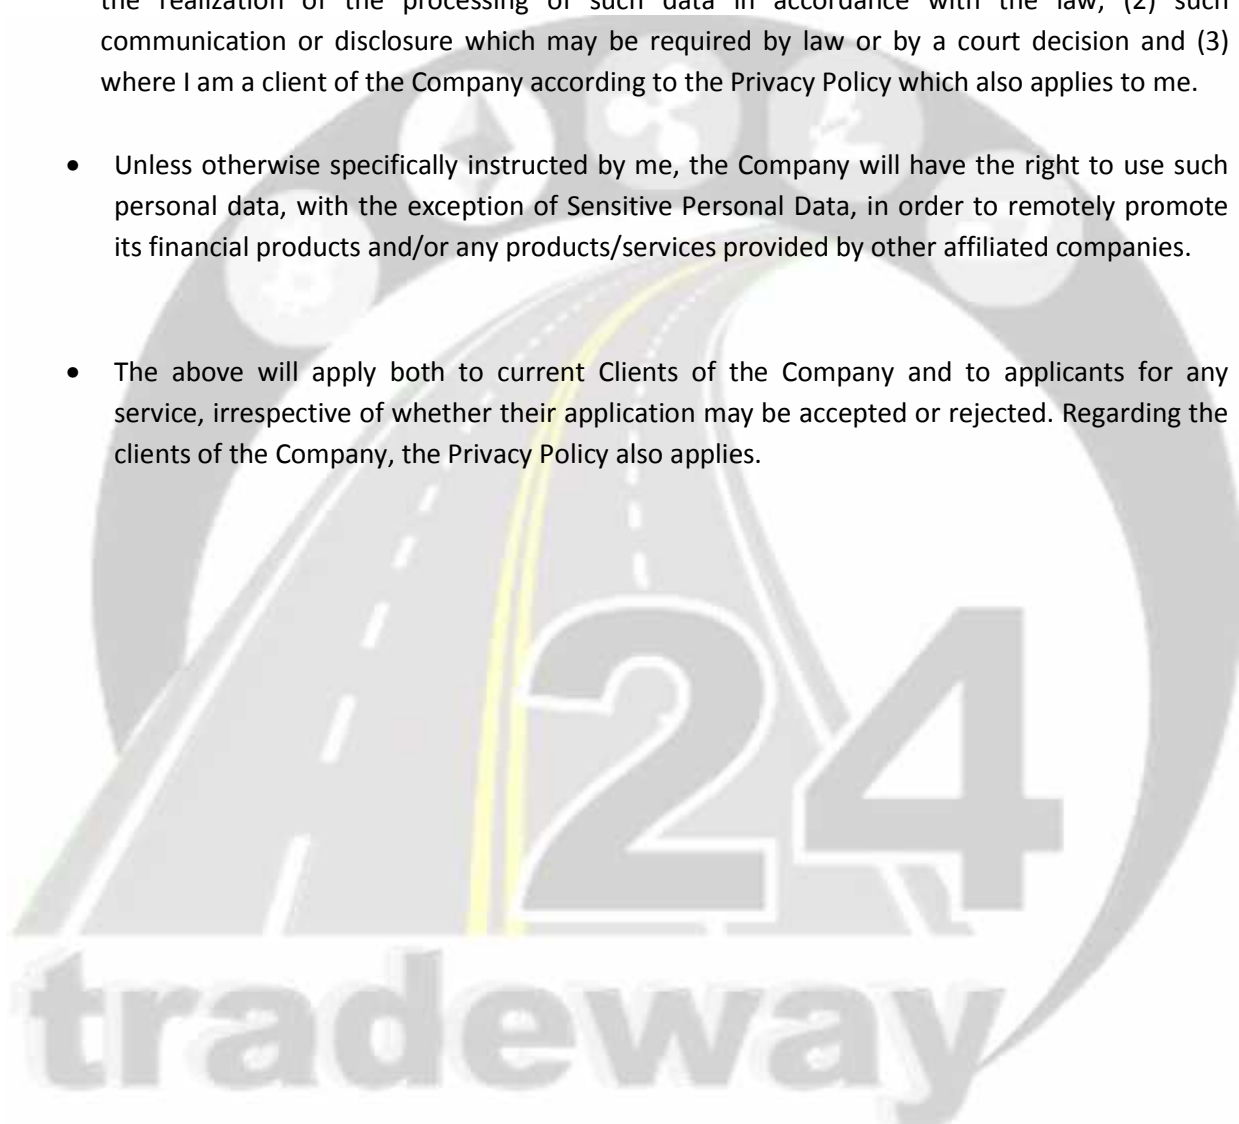 the realization of the processing of such data in accordance with the law, (2) such
communication or disclosure which may be required by law or by a court decision and (3)
where I am a client of the Company according to the Privacy Policy which also applies to me.
• Unless otherwise specifically instructed by me, the Company will have the right to use such
personal data, with the exception of Sensitive Personal Data, in order to remotely promote
its financial products and/or any products/services provided by other affiliated companies.
• The above will apply both to current Clients of the Company and to applicants for any
service, irrespective of whether their application may be accepted or rejected. Regarding the
clients of the Company, the Privacy Policy also applies.
24
tradeway